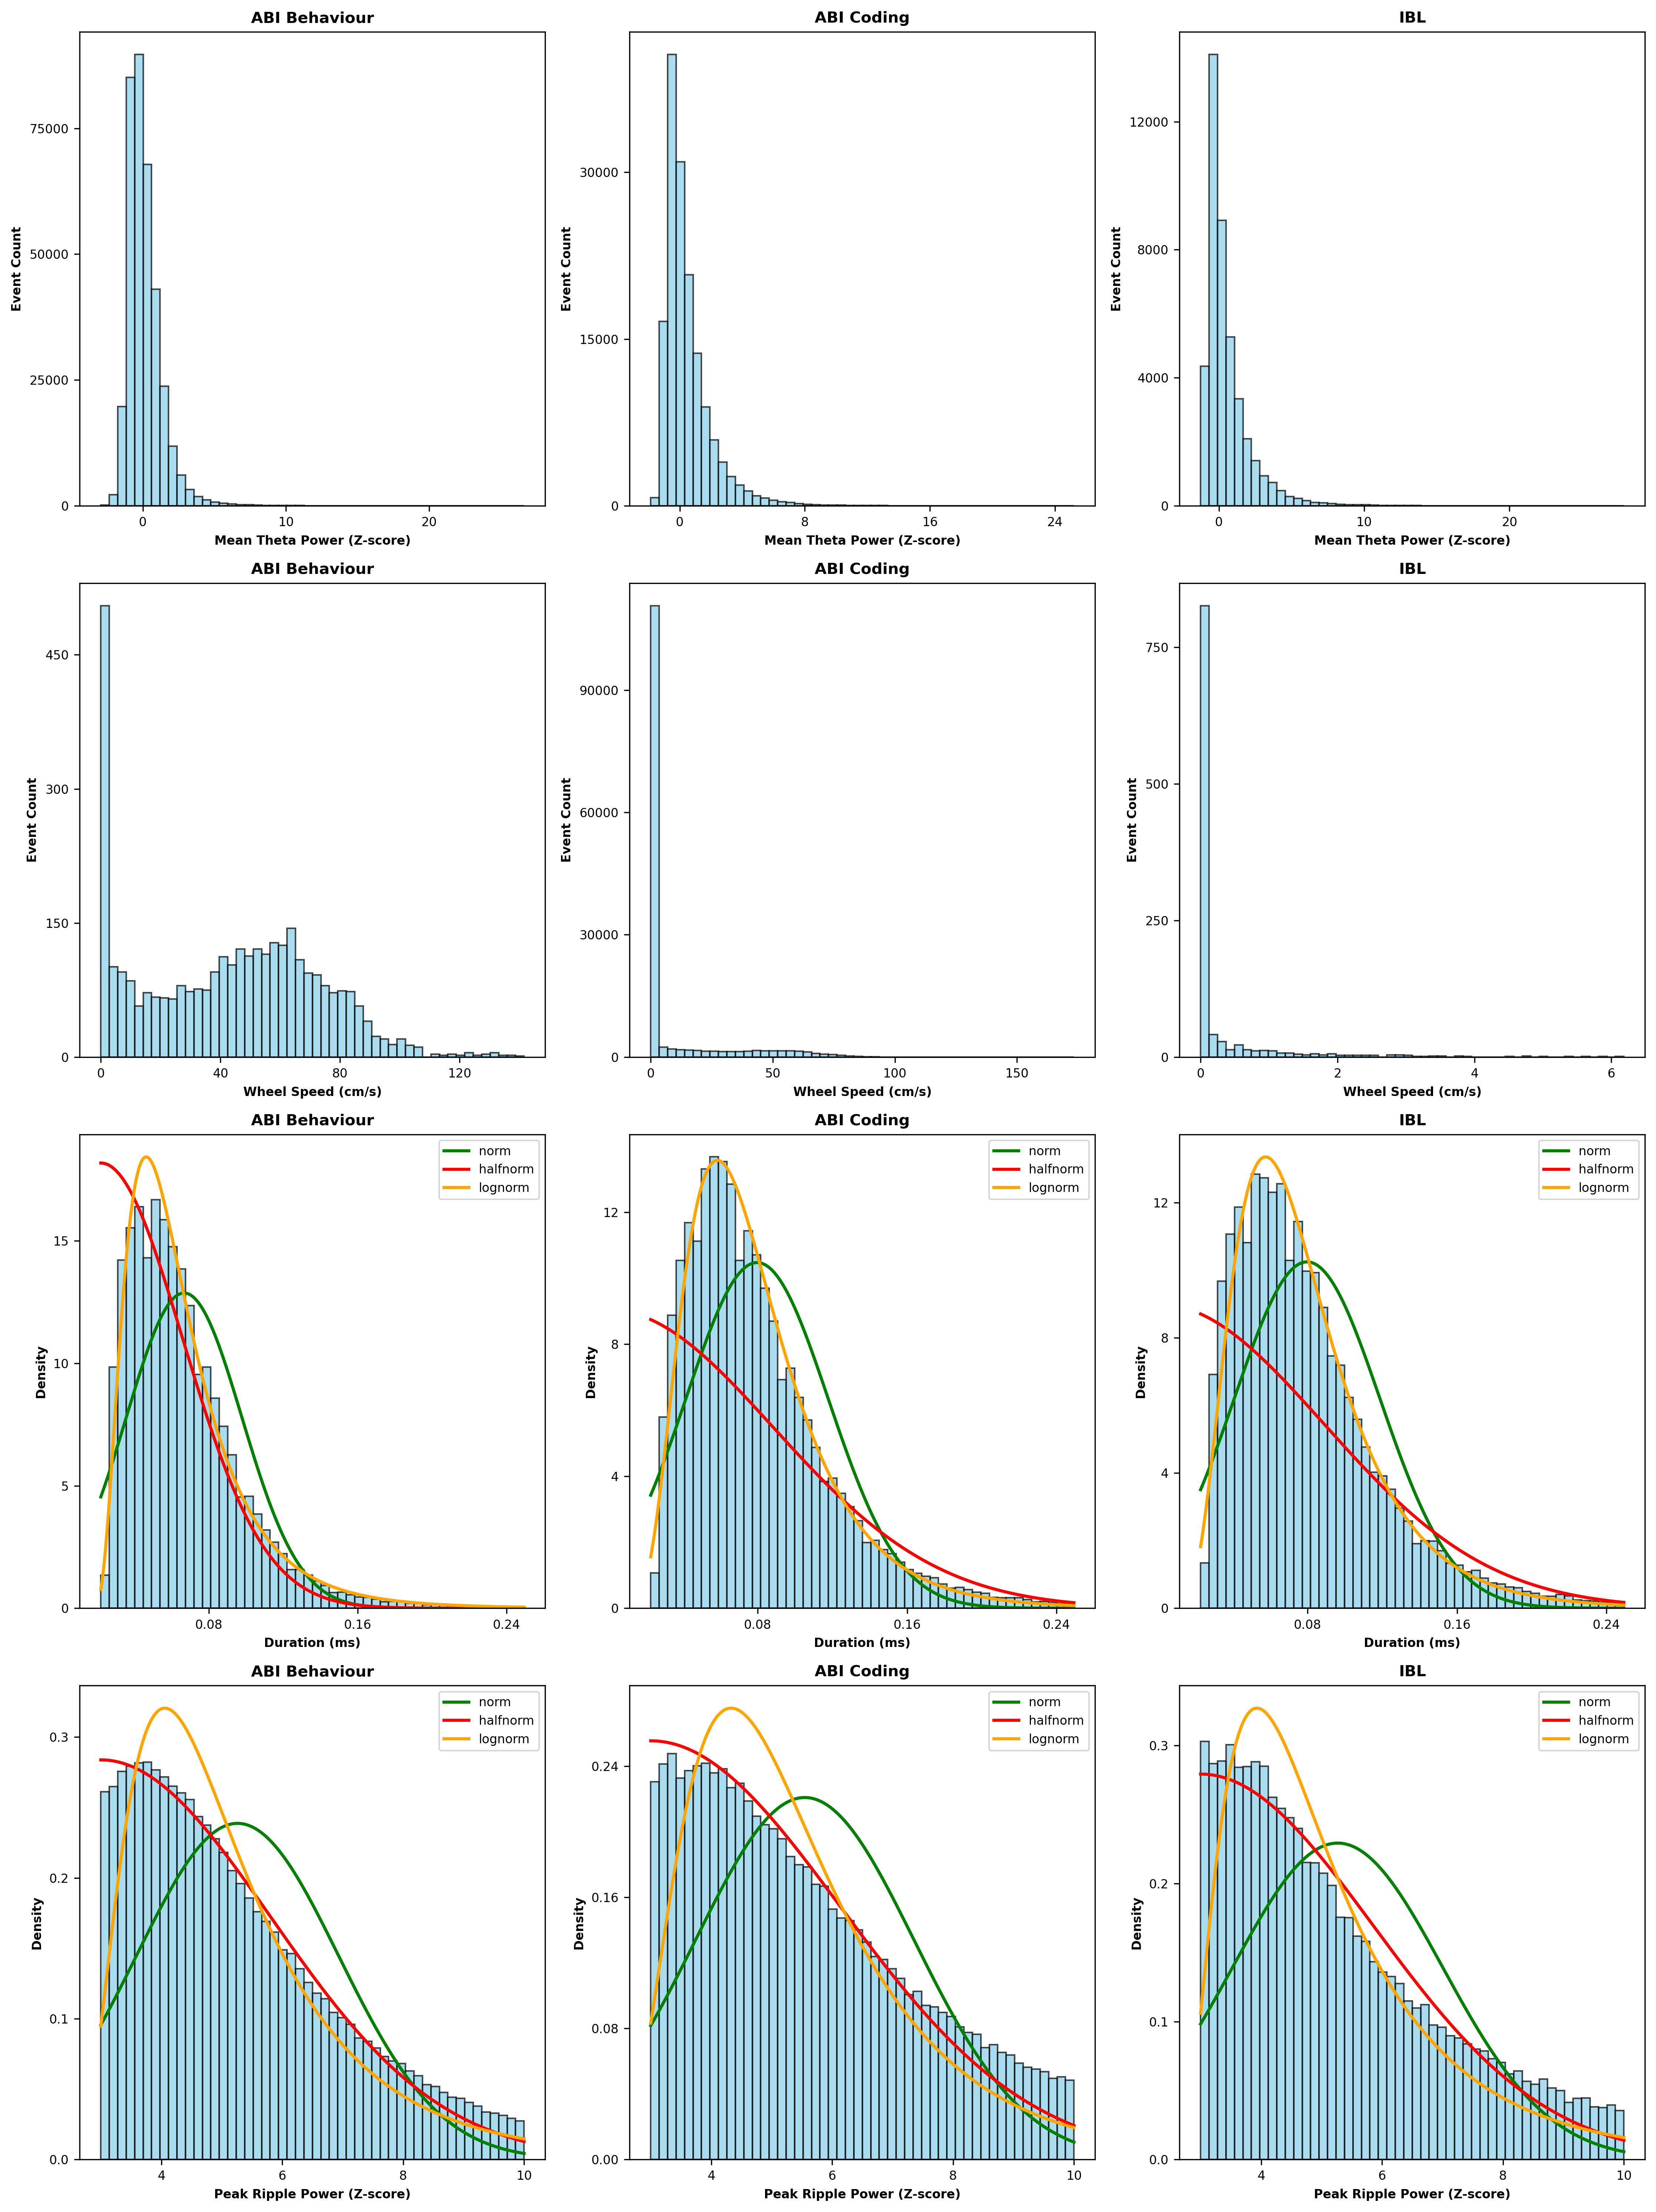 ABI Behaviour
ABI Coding
IBL
75000
50000
25000
0
Event Count
0 10 20
Mean Theta Power (Z-score)
30000
15000
0
Event Count
0 8 16 24
Mean Theta Power (Z-score)
12000
8000
4000
0
Event Count
0 10 20
Mean Theta Power (Z-score)
ABI Behaviour
ABI Coding
IBL
450
300
150
0
Event Count
0 40 80 120
Wheel Speed (cm/s)
90000
60000
30000
0
Event Count
0 50 100 150
Wheel Speed (cm/s)
750
500
250
0
Event Count
0 2 4 6
Wheel Speed (cm/s)
ABI Behaviour
ABI Coding
IBL
norm
halfnorm
lognorm
15
10
5
0
Density
0.08 0.16 0.24
Duration (ms)
norm
halfnorm
lognorm
12
8
4
0
Density
0.08 0.16 0.24
Duration (ms)
norm
halfnorm
lognorm
12
8
4
0
Density
0.08 0.16 0.24
Duration (ms)
ABI Behaviour
ABI Coding
IBL
norm
halfnorm
lognorm
0.3
0.2
0.1
0.0
Density
4 6 8 10
Peak Ripple Power (Z-score)
norm
halfnorm
lognorm
0.24
0.16
0.08
0.00
Density
4 6 8 10
Peak Ripple Power (Z-score)
norm
halfnorm
lognorm
0.3
0.2
0.1
0.0
Density
4 6 8 10
Peak Ripple Power (Z-score)